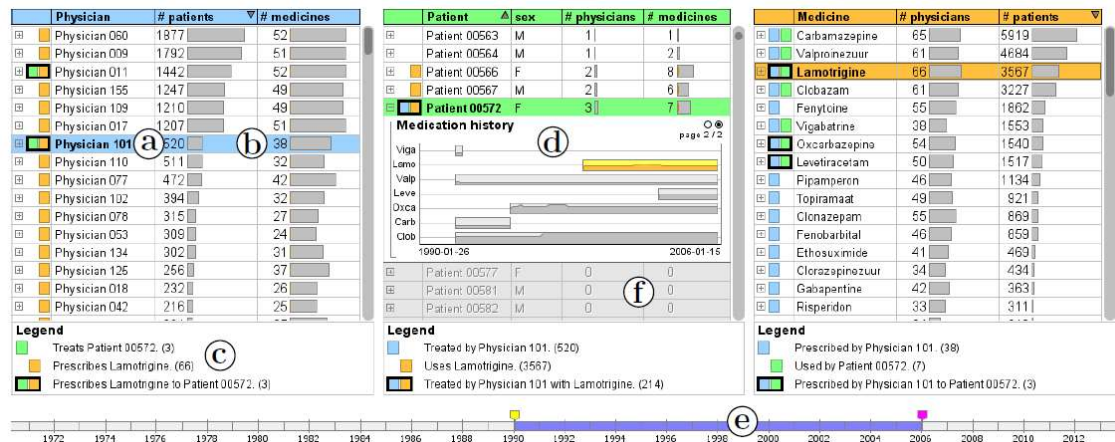 Physician # patients # medicines
Physician 060 1877 52
Physician 009 1792 51
Physician 011 1442 52
Physician 155 1247 49
Physician 109 1210 49
Physician 017 1207 51
Physician 101 520 38
Physician 110 511 32
Physician 077 472 42
Physician 102 394 32
Physician 078 315 27
Physician 053 309 24
Physician 134 302 31
Physician 125 256 37
Physician 018 232 26
Physician 042 216 25
a
b
Legend
Treats Patient 00572. (3)
Prescribes Lamotrigine. (66)
Prescribes Lamotrigine to Patient 00572. (3)
c
Patient sex # physicians # medicines
Patient 00563 M 1 1
Patient 00564 M 1 2
Patient 00566 F 2 8
Patient 00567 M 2 6
Patient 00572 F 3 7
Medication history
page 2 / 2
d
Viga
Lamo
Valp
Leve
Oxca
Carb
Clob
1990-01-26 2006-01-15
Patient 00577 F 0 0
Patient 00581 M 0 0
Patient 00582 M 0 0
f
Legend
Treated by Physician 101. (520)
Uses Lamotrigine. (3567)
Treated by Physician 101 with Lamotrigine. (214)
Medicine # physicians # patients
Carbamazepine 65 5919
Valproinezuur 61 4684
Lamotrigine 66 3567
Clobazam 61 3227
Fenytoine 55 1862
Vigabatrine 38 1553
Oxcarbazepine 54 1540
Levetiracetam 50 1517
Pipamperon 46 1134
Topiramaat 49 921
Clonazepam 55 869
Fenobarbital 46 859
Ethosuximide 41 469
Clorazepinezuur 34 434
Gabapentine 42 363
Risperidon 33 311
Legend
Prescribed by Physician 101. (38)
Used by Patient 00572. (7)
Prescribed by Physician 101 to Patient 00572. (3)
e
1972 1974 1976 1978 1980 1982 1984 1986 1988 1990 1992 1994 1996 1998 2000 2002 2004 2006 2008 2010 2012